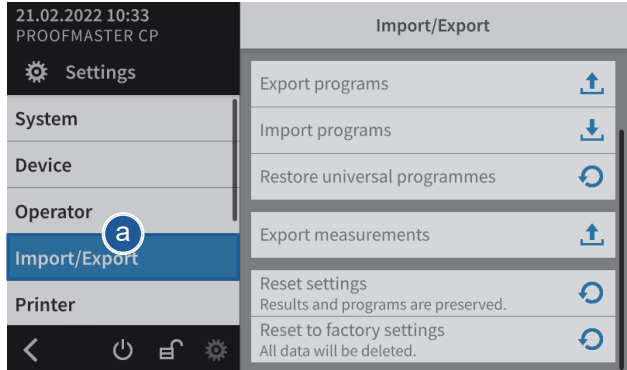 21.02.2022 10:33
PROOFMASTER CP
Settings
System
Device
Operator
a
Import/Export
Printer
Import/Export
Export programs
Import programs
Restore universal programmes
Export measurements
Reset settings
Results and programs are preserved.
Reset to factory settings
All data will be deleted.